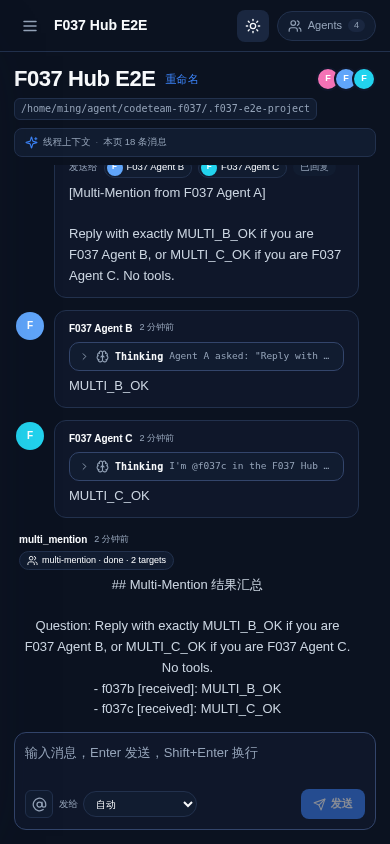 F037 Hub E2E
Agents 4
F037 Hub E2E 重命名
F F F
/home/ming/agent/codeteam-f037/.f037-e2e-project
线程上下文 · 本页 18 条消息
发送给 F037 Agent B F037 Agent C 已回复
[Multi-Mention from F037 Agent A]
Reply with exactly MULTI_B_OK if you are
F037 Agent B, or MULTI_C_OK if you are F037
Agent C. No tools.
F
F037 Agent B 2 分钟前
Thinking Agent A asked: "Reply with …
MULTI_B_OK
F
F037 Agent C 2 分钟前
Thinking I'm @f037c in the F037 Hub …
MULTI_C_OK
multi_mention 2 分钟前
multi-mention · done · 2 targets
## Multi-Mention 结果汇总
Question: Reply with exactly MULTI_B_OK if you are
F037 Agent B, or MULTI_C_OK if you are F037 Agent C.
No tools.
- f037b [received]: MULTI_B_OK
- f037c [received]: MULTI_C_OK
输入消息，Enter 发送，Shift+Enter 换行
发给 自动 发送